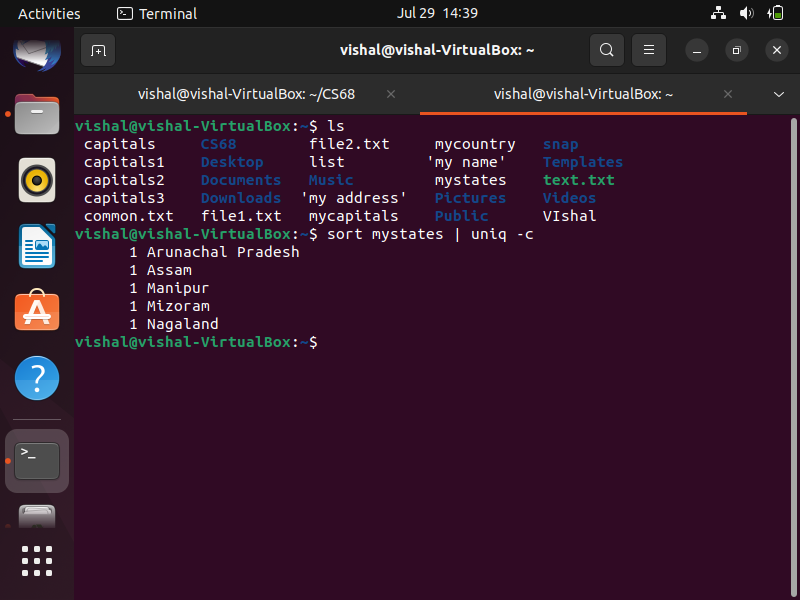 Activities Terminal Jul 29 14:39
vishal@vishal-VirtualBox: ~
vishal@vishal-VirtualBox: ~/CS68 vishal@vishal-VirtualBox: ~
vishal@vishal-VirtualBox:~$ ls
capitals CS68 file2.txt mycountry snap
capitals1 Desktop list 'my name' Templates
capitals2 Documents Music mystates text.txt
capitals3 Downloads 'my address' Pictures Videos
common.txt file1.txt mycapitals Public VIshal
vishal@vishal-VirtualBox:~$ sort mystates | uniq -c
1 Arunachal Pradesh
1 Assam
1 Manipur
1 Mizoram
1 Nagaland
vishal@vishal-VirtualBox:~$